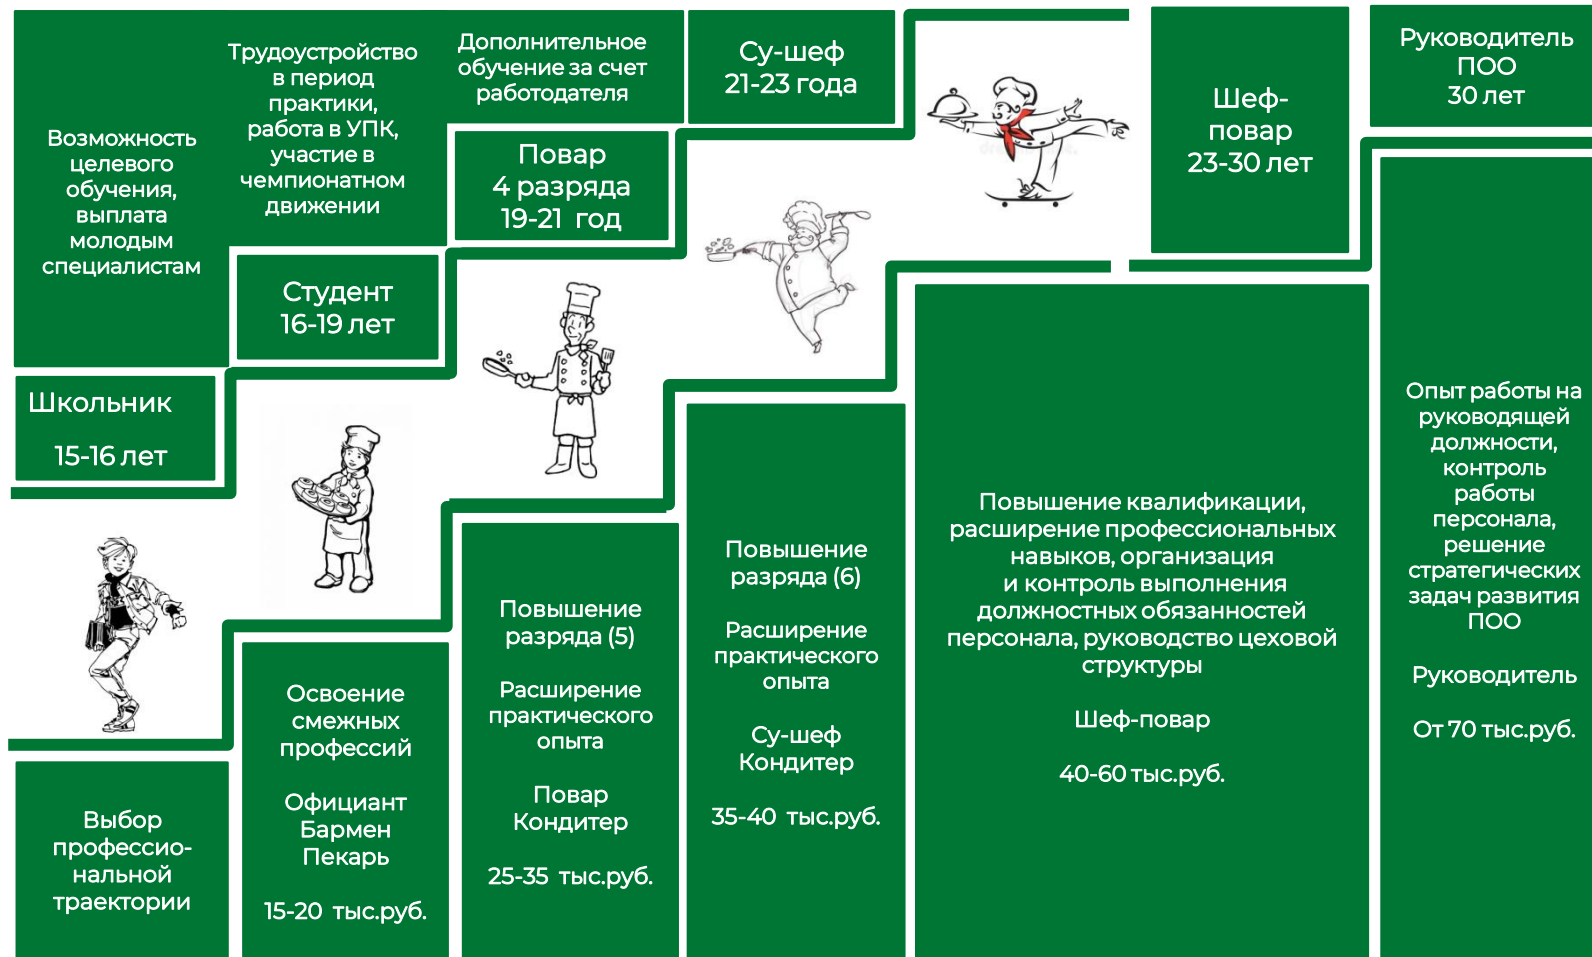 Возможность
целевого
обучения,
выплата
молодым
специалистам
Школьник
15-16 лет
Выбор
профессио-
нальной
траектории
Трудоустройство
в период
практики,
работа в УПК,
участие в
чемпионатном
движении
Студент
16-19 лет
Освоение
смежных
профессий
Официант
Бармен
Пекарь
15-20 тыс.руб.
Дополнительное
обучение за счет
работодателя
Повар
4 разряда
19-21 год
Повышение
разряда (5)
Расширение
практического
опыта
Повар
Кондитер
25-35 тыс.руб.
Су-шеф
21-23 года
Повышение
разряда (6)
Расширение
практического
опыта
Су-шеф
Кондитер
35-40 тыс.руб.
Шеф-
повар
23-30 лет
Повышение квалификации,
расширение профессиональных
навыков, организация
и контроль выполнения
должностных обязанностей
персонала, руководство цеховой
структуры
Шеф-повар
40-60 тыс.руб.
Руководитель
ПОО
30 лет
Опыт работы на
руководящей
должности,
контроль
работы
персонала,
решение
стратегических
задач развития
ПОО
Руководитель
От 70 тыс.руб.